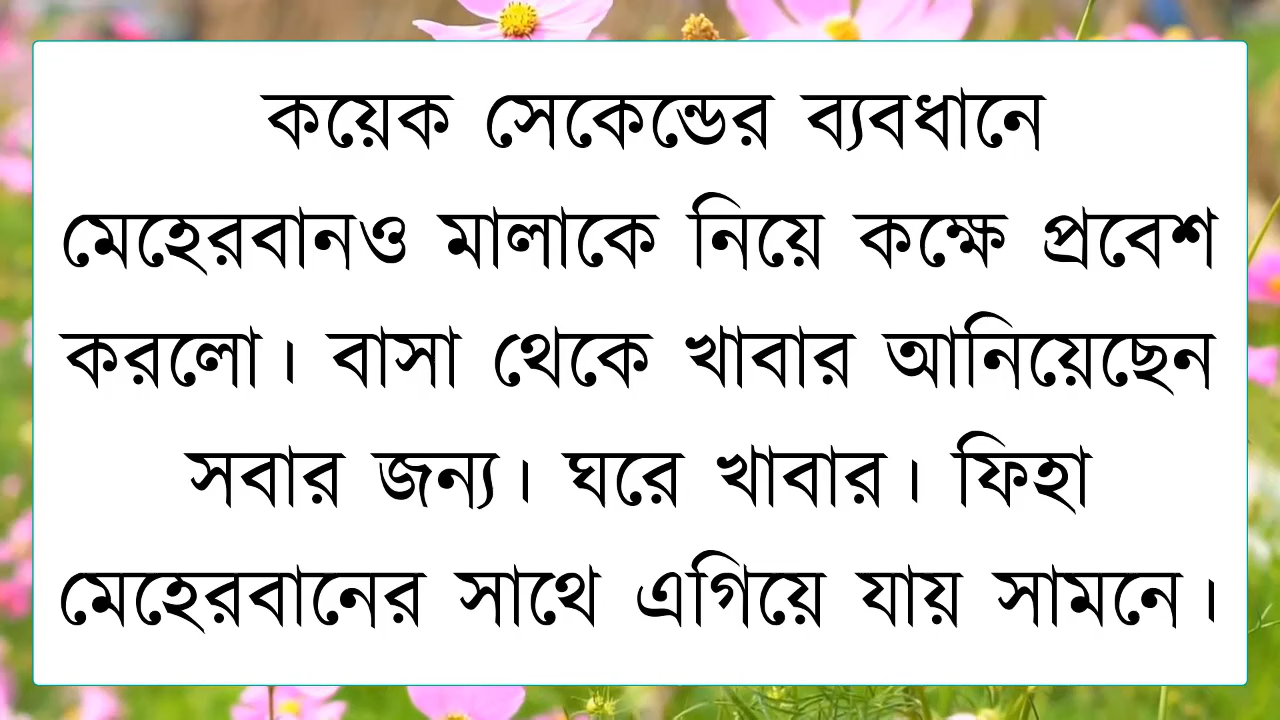 কয়েক সেকেন্ডের ব্যবধানে
মেহেরবানও মালাকে নিয়ে কক্ষে প্রবেশ
করলো। বাসা থেকে খাবার আনিয়েছেন
সবার জন্য। ঘরে খাবার। ফিহা
মেহেরবানের সাথে এগিয়ে যায় সামনে।